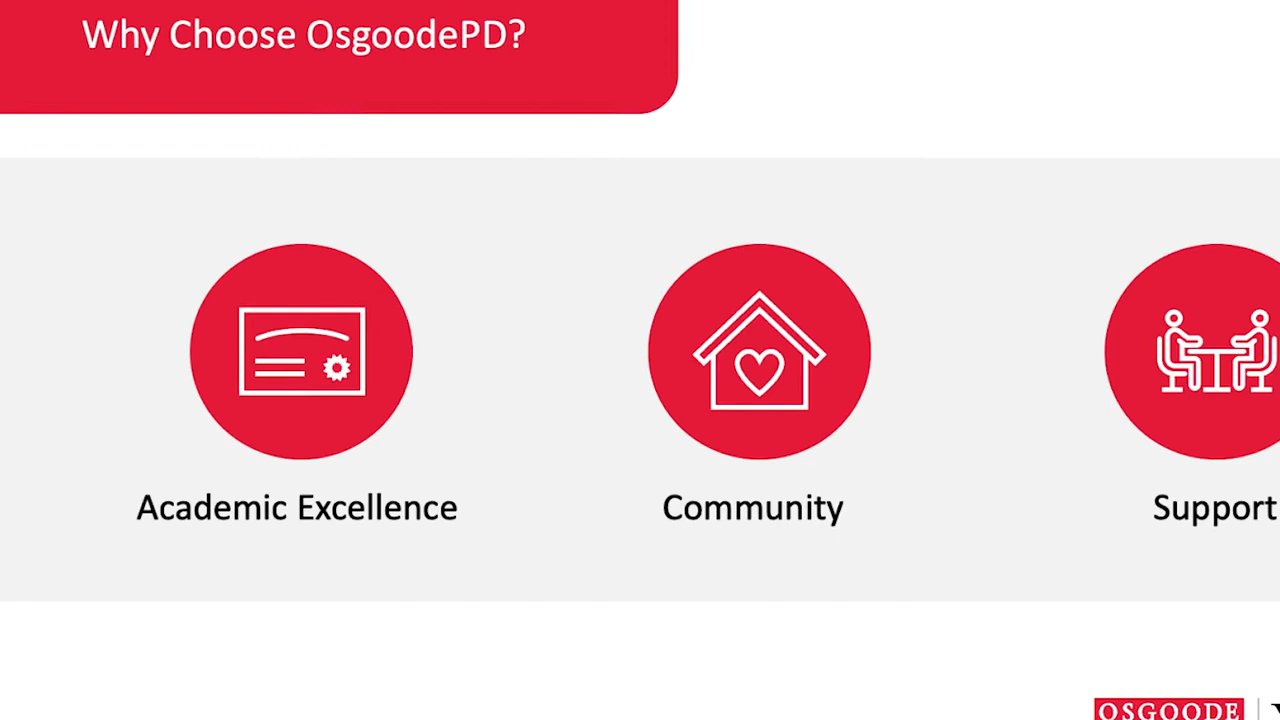 Why Choose OsgoodePD?
Academic Excellence
Community
Support
OSGOODE